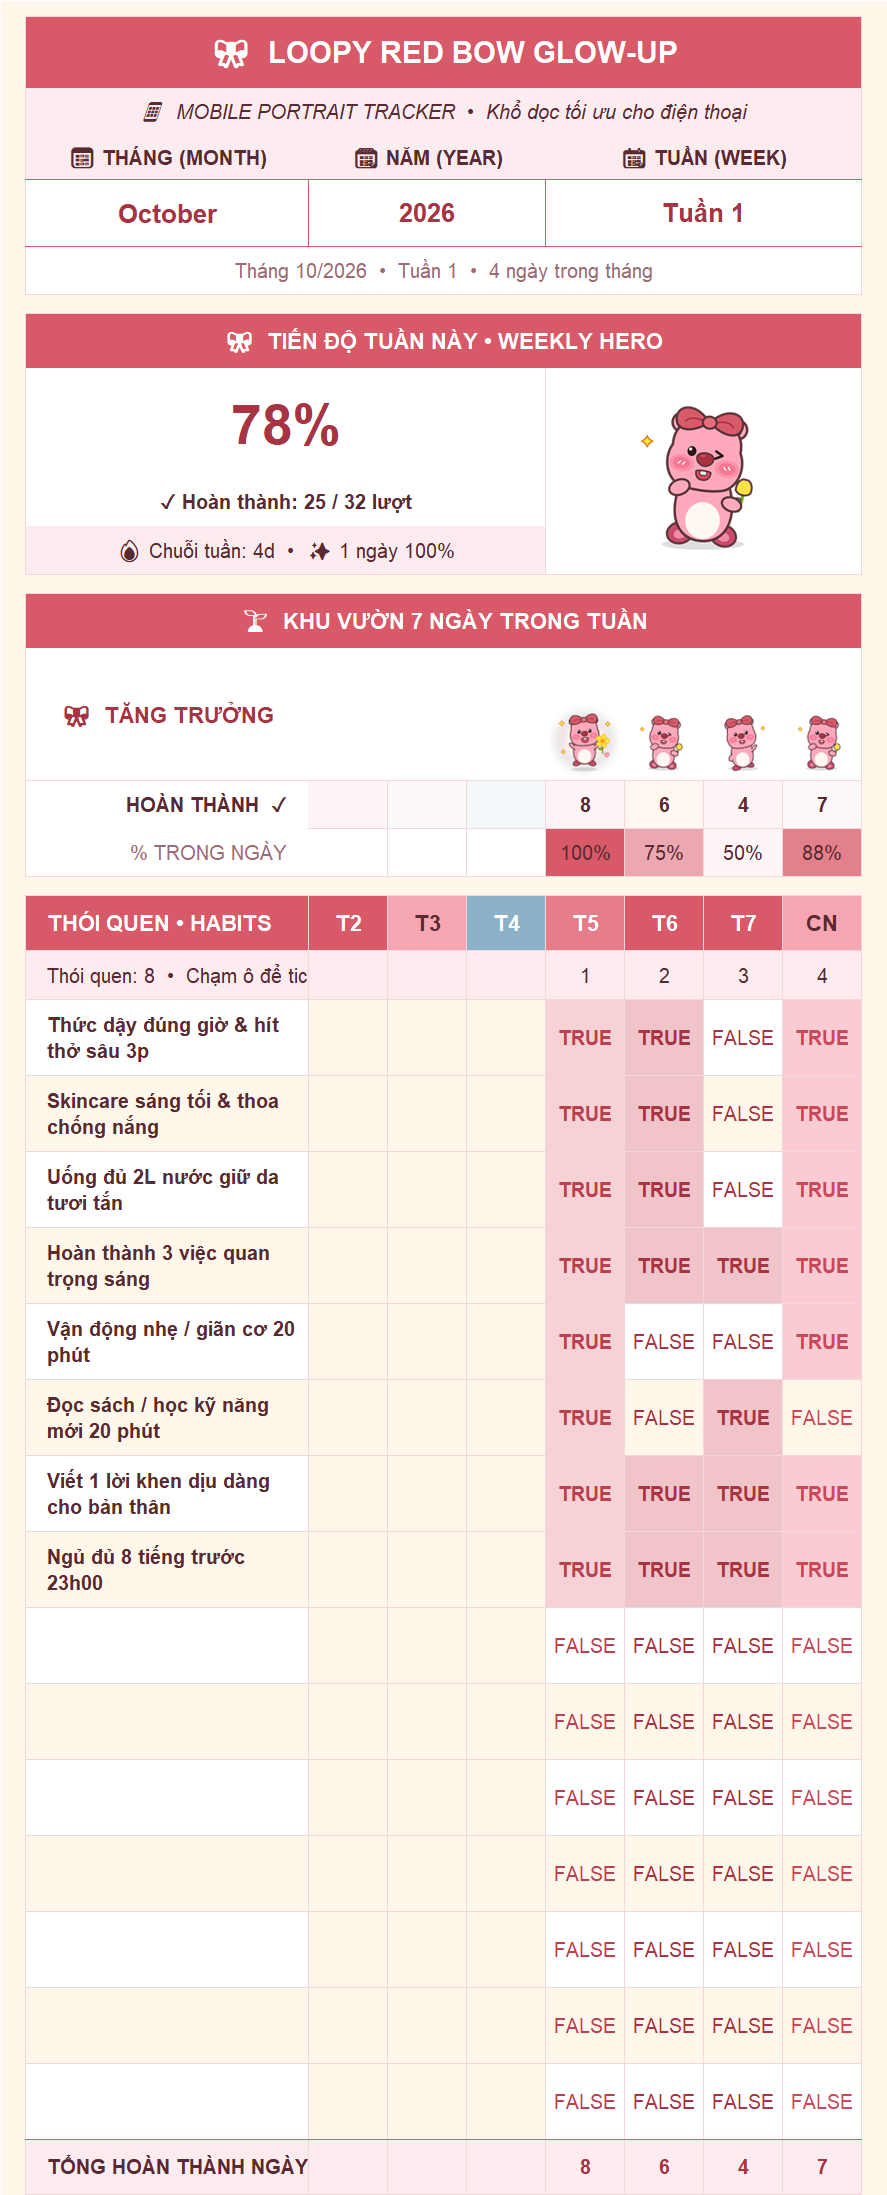 LOOPY RED BOW GLOW-UP
MOBILE PORTRAIT TRACKER • Khổ dọc tối ưu cho điện thoại
THÁNG (MONTH) NĂM (YEAR) TUẦN (WEEK)
October 2026 Tuần 1
Tháng 10/2026 • Tuần 1 • 4 ngày trong tháng
TIẾN ĐỘ TUẦN NÀY • WEEKLY HERO
78%
✓ Hoàn thành: 25 / 32 lượt
Chuỗi tuần: 4d • 1 ngày 100%
KHU VƯỜN 7 NGÀY TRONG TUẦN
TĂNG TRƯỞNG
HOÀN THÀNH ✓ 8 6 4 7
% TRONG NGÀY 100% 75% 50% 88%
THÓI QUEN • HABITS T2 T3 T4 T5 T6 T7 CN
Thói quen: 8 • Chạm ô để tic 1 2 3 4
Thức dậy đúng giờ & hít
thở sâu 3p
TRUE TRUE FALSE TRUE
Skincare sáng tối & thoa
chống nắng
TRUE TRUE FALSE TRUE
Uống đủ 2L nước giữ da
tươi tắn
TRUE TRUE FALSE TRUE
Hoàn thành 3 việc quan
trọng sáng
TRUE TRUE TRUE TRUE
Vận động nhẹ / giãn cơ 20
phút
TRUE FALSE FALSE TRUE
Đọc sách / học kỹ năng
mới 20 phút
TRUE FALSE TRUE FALSE
Viết 1 lời khen dịu dàng
cho bản thân
TRUE TRUE TRUE TRUE
Ngủ đủ 8 tiếng trước
23h00
TRUE TRUE TRUE TRUE
FALSE FALSE FALSE FALSE
FALSE FALSE FALSE FALSE
FALSE FALSE FALSE FALSE
FALSE FALSE FALSE FALSE
FALSE FALSE FALSE FALSE
FALSE FALSE FALSE FALSE
FALSE FALSE FALSE FALSE
TỔNG HOÀN THÀNH NGÀY 8 6 4 7